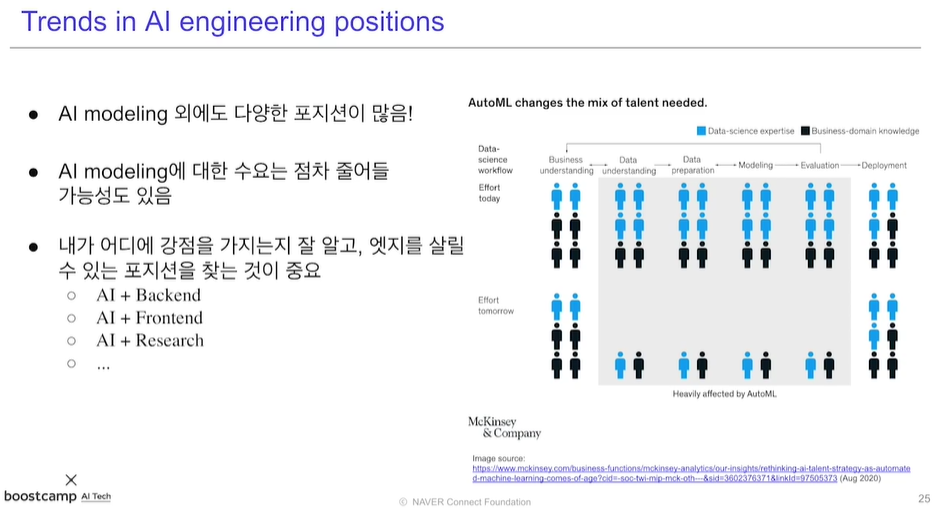 Trends in AI engineering positions
● AI modeling 외에도 다양한 포지션이 많음!
● AI modeling에 대한 수요는 점차 줄어들
가능성도 있음
● 내가 어디에 강점을 가지는지 잘 알고, 엣지를 살릴
수 있는 포지션을 찾는 것이 중요
○ AI + Backend
○ AI + Frontend
○ AI + Research
○ ...
AutoML changes the mix of talent needed.
Data-science expertise Business-domain knowledge
Data-
science
workflow
Business
understanding
Data
understanding
Data
preparation
Modeling
Evaluation
Deployment
Effort
today
Effort
tomorrow
Heavily affected by AutoML
McKinsey
& Company
Image source:
https://www.mckinsey.com/business-functions/mckinsey-analytics/our-insights/rethinking-ai-talent-strategy-as-automate
d-machine-learning-comes-of-age?cid=-soc-twi-mip-mck-oth---&sid=3602376371&linkId=97505373 (Aug 2020)
boostcamp AI Tech
ⓒ NAVER Connect Foundation
25